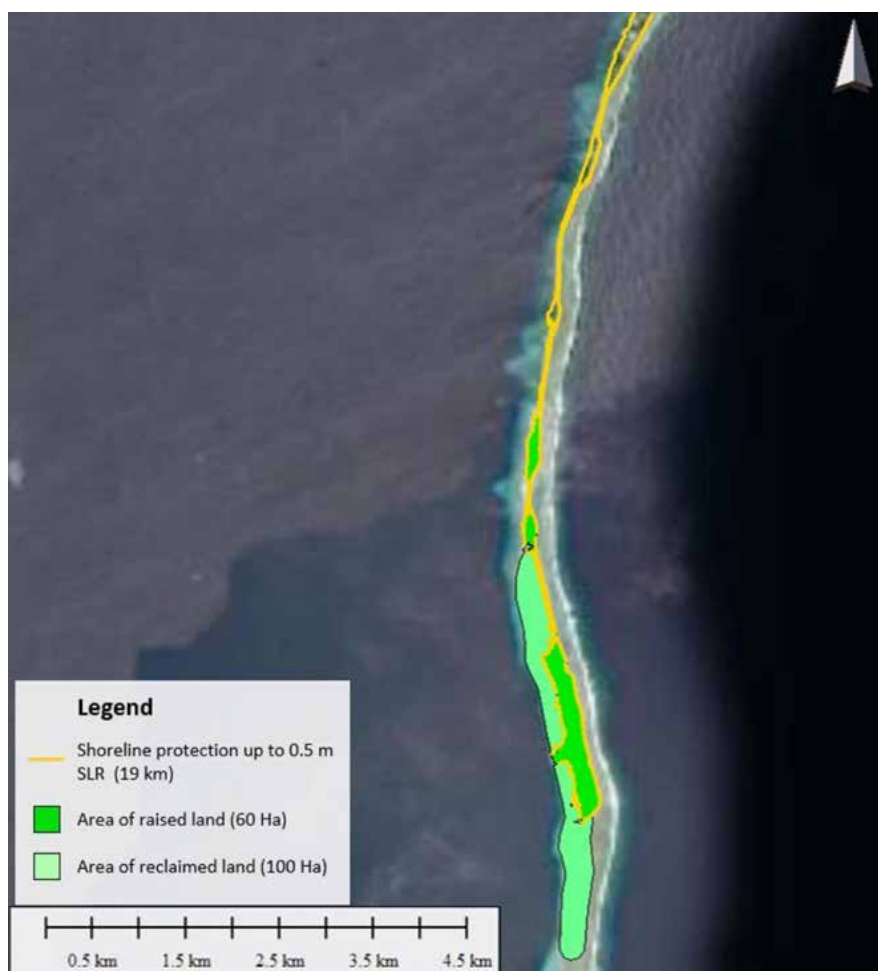 Legend
Shoreline protection up to 0.5 m
SLR (19 km)
Area of raised land (60 Ha)
Area of reclaimed land (100 Ha)
0.5 km 1.5 km 2.5 km 3.5 km 4.5 km